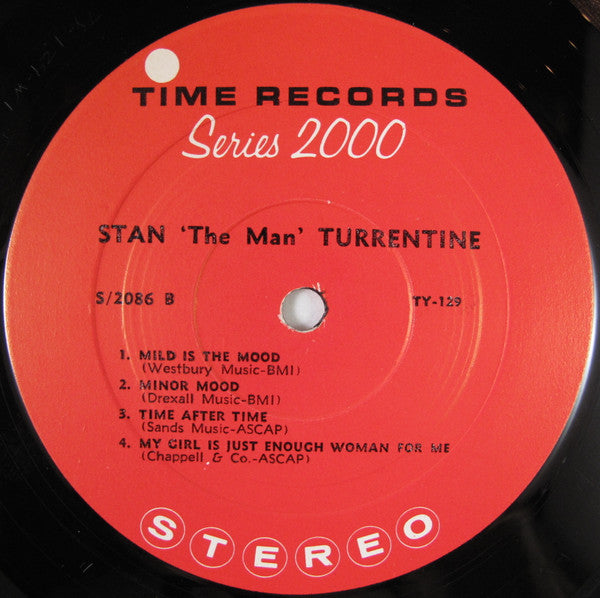 TIME RECORDS
Series 2000
STAN 'The Man' TURRENTINE
S/2086 B TY-129
1. MILD IS THE MOOD
(Westbury Music-BMI)
2. MINOR MOOD
(Drexall Music-BMI)
3. TIME AFTER TIME
(Sands Music-ASCAP)
4. MY GIRL IS JUST ENOUGH WOMAN FOR ME
(Chappell & Co.-ASCAP)
STEREO